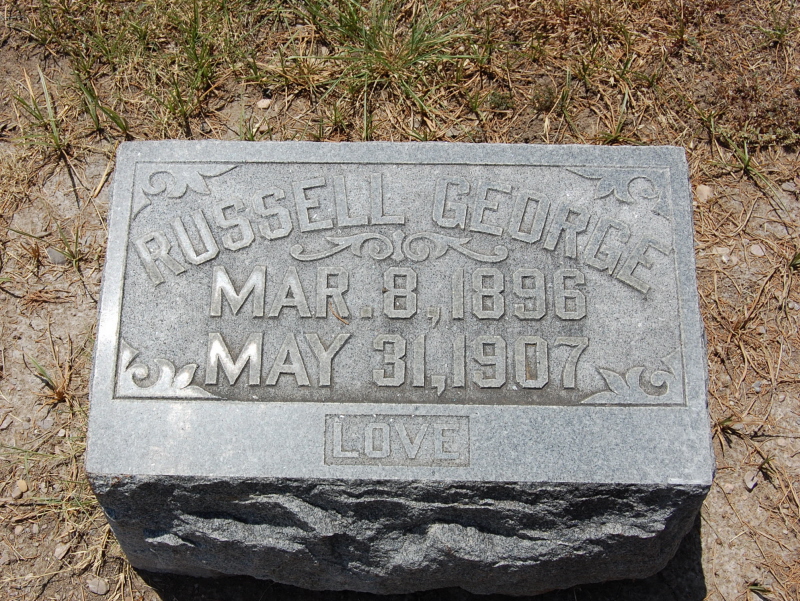 RUSSELL GEORGE
MAR. 8, 1896
MAY 31, 1907
LOVE